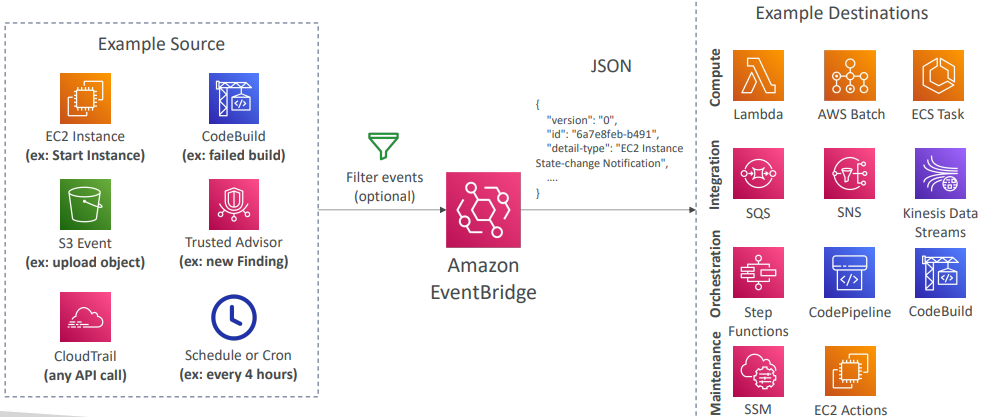 Example Source
EC2 Instance
(ex: Start Instance)
CodeBuild
(ex: failed build)
S3 Event
(ex: upload object)
Trusted Advisor
(ex: new Finding)
CloudTrail
(any API call)
Schedule or Cron
(ex: every 4 hours)
Filter events
(optional)
Amazon
EventBridge
JSON
{
"version": "0",
"id": "6a7e8feb-b491",
"detail-type": "EC2 Instance
State-change Notification",
....
}
Example Destinations
Compute
Lambda
AWS Batch
ECS Task
Integration
SQS
SNS
Kinesis Data
Streams
Orchestration
Step
Functions
CodePipeline
CodeBuild
Maintenance
SSM
EC2 Actions